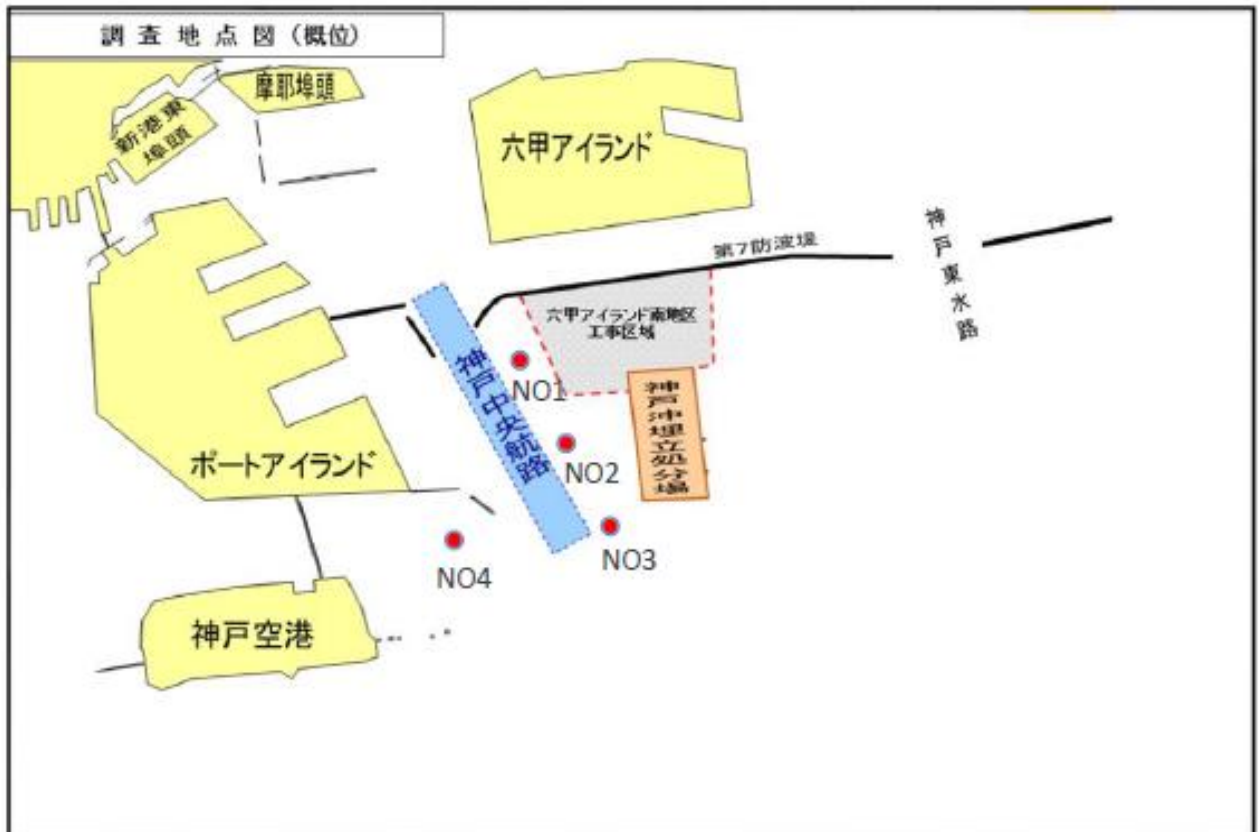 調査地点図（概位）
摩耶埠頭
新港東
埠頭
六甲アイランド
神戸東水路
第7防波堤
六甲アイランド南地区
工事区域
神戸中央航路
NO1
神戸沖埋立処分場
ポートアイランド
NO2
NO3
NO4
神戸空港